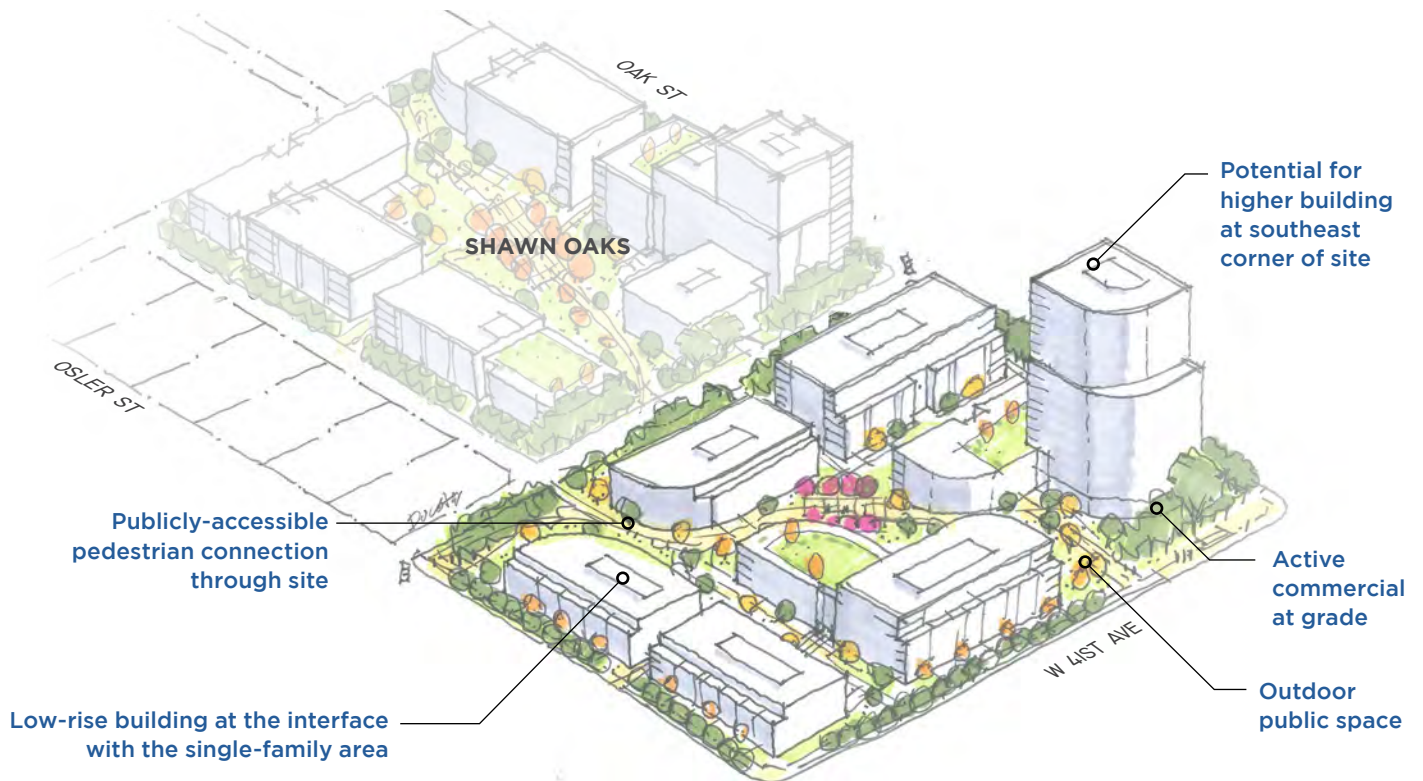 OAK ST
Potential for
higher building
at southeast
corner of site
SHAWN OAKS
OSLER ST
Publicly-accessible
pedestrian connection
through site
Active
commercial
at grade
W 41ST AVE
Outdoor
public space
Low-rise building at the interface
with the single-family area